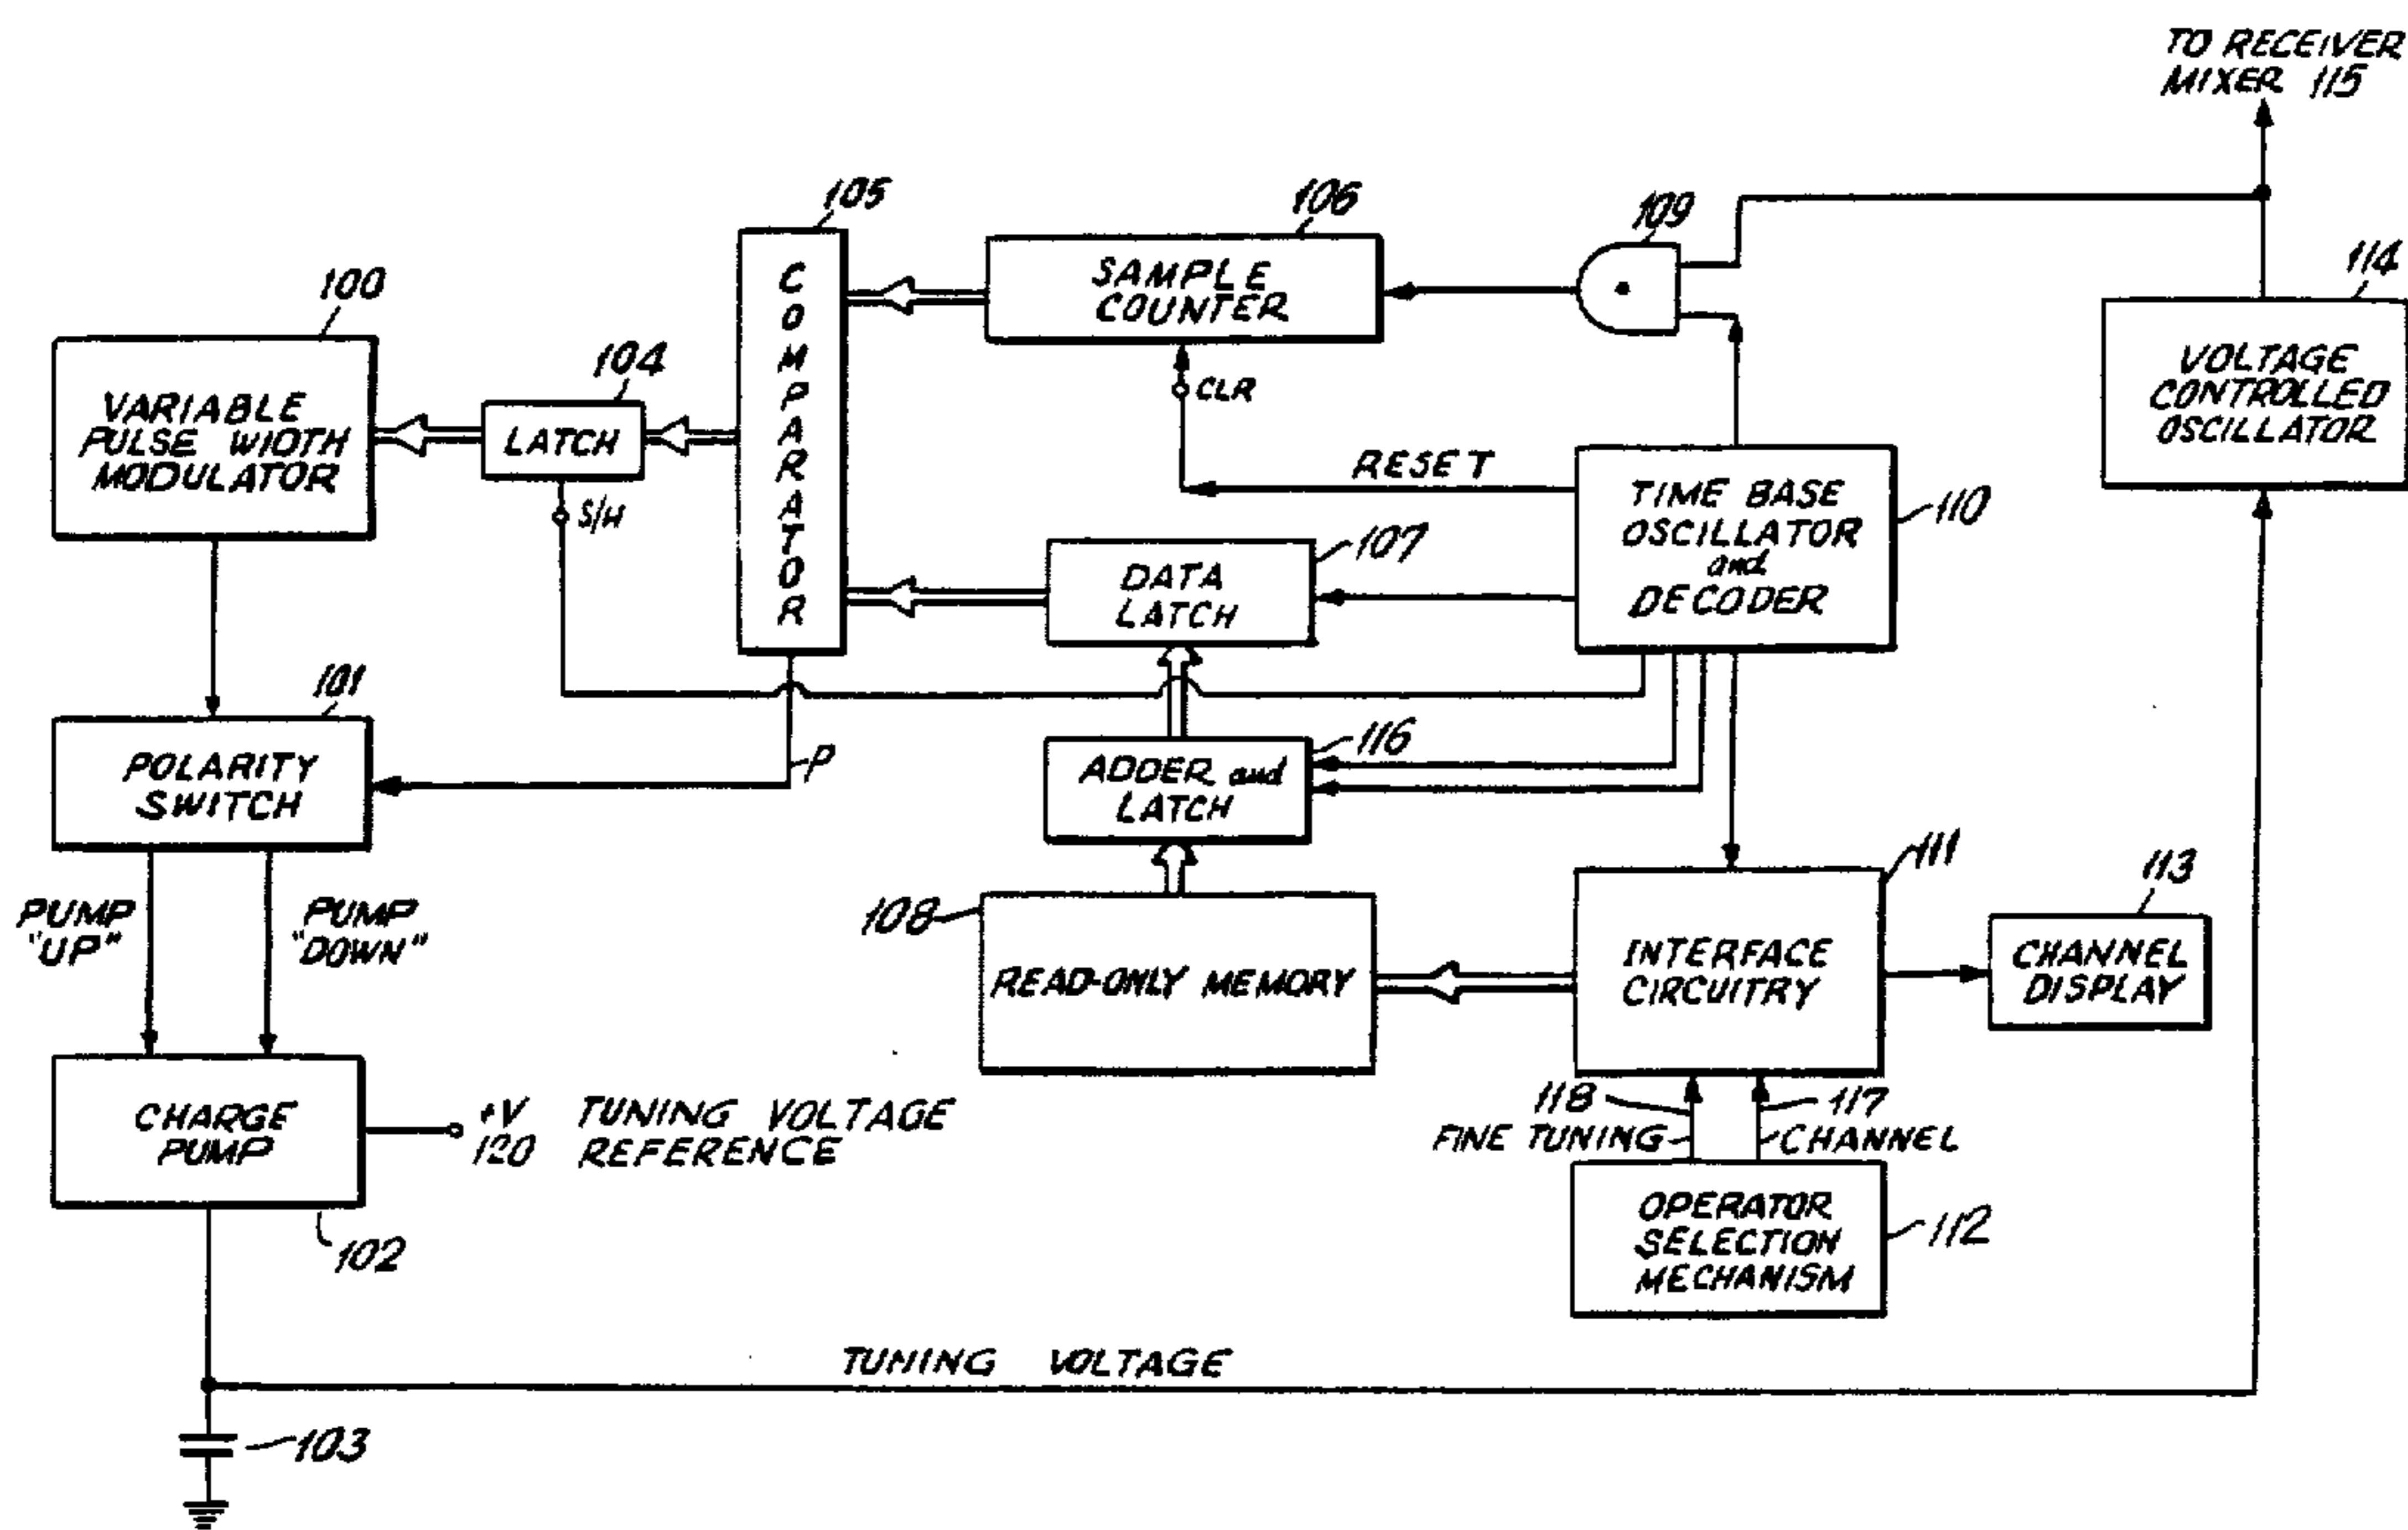 TO RECEIVER
MIXER 115
105
106
109
114
100
104
COMPARATOR
SAMPLE
COUNTER
VOLTAGE
CONTROLLED
OSCILLATOR
VARIABLE
PULSE WIDTH
MODULATOR
LATCH
S/H
CLR
RESET
TIME BASE
OSCILLATOR
and
DECODER
110
107
DATA
LATCH
101
POLARITY
SWITCH
P
116
ADDER and
LATCH
111
113
108
PUMP
"UP"
PUMP
"DOWN"
READ-ONLY MEMORY
INTERFACE
CIRCUITRY
CHANNEL
DISPLAY
CHARGE
PUMP
+V
120
TUNING VOLTAGE
REFERENCE
118
117
FINE TUNING
CHANNEL
102
OPERATOR
SELECTION
MECHANISM
112
TUNING VOLTAGE
103